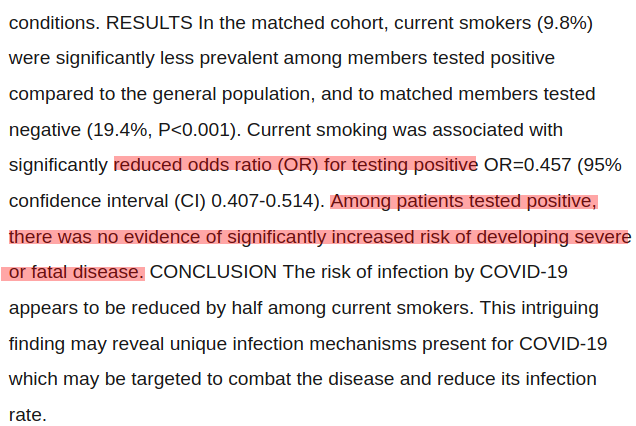 conditions. RESULTS In the matched cohort, current smokers (9.8%)
were significantly less prevalent among members tested positive
compared to the general population, and to matched members tested
negative (19.4%, P<0.001). Current smoking was associated with
significantly reduced odds ratio (OR) for testing positive OR=0.457 (95%
confidence interval (CI) 0.407-0.514). Among patients tested positive,
there was no evidence of significantly increased risk of developing severe
or fatal disease. CONCLUSION The risk of infection by COVID-19
appears to be reduced by half among current smokers. This intriguing
finding may reveal unique infection mechanisms present for COVID-19
which may be targeted to combat the disease and reduce its infection
rate.